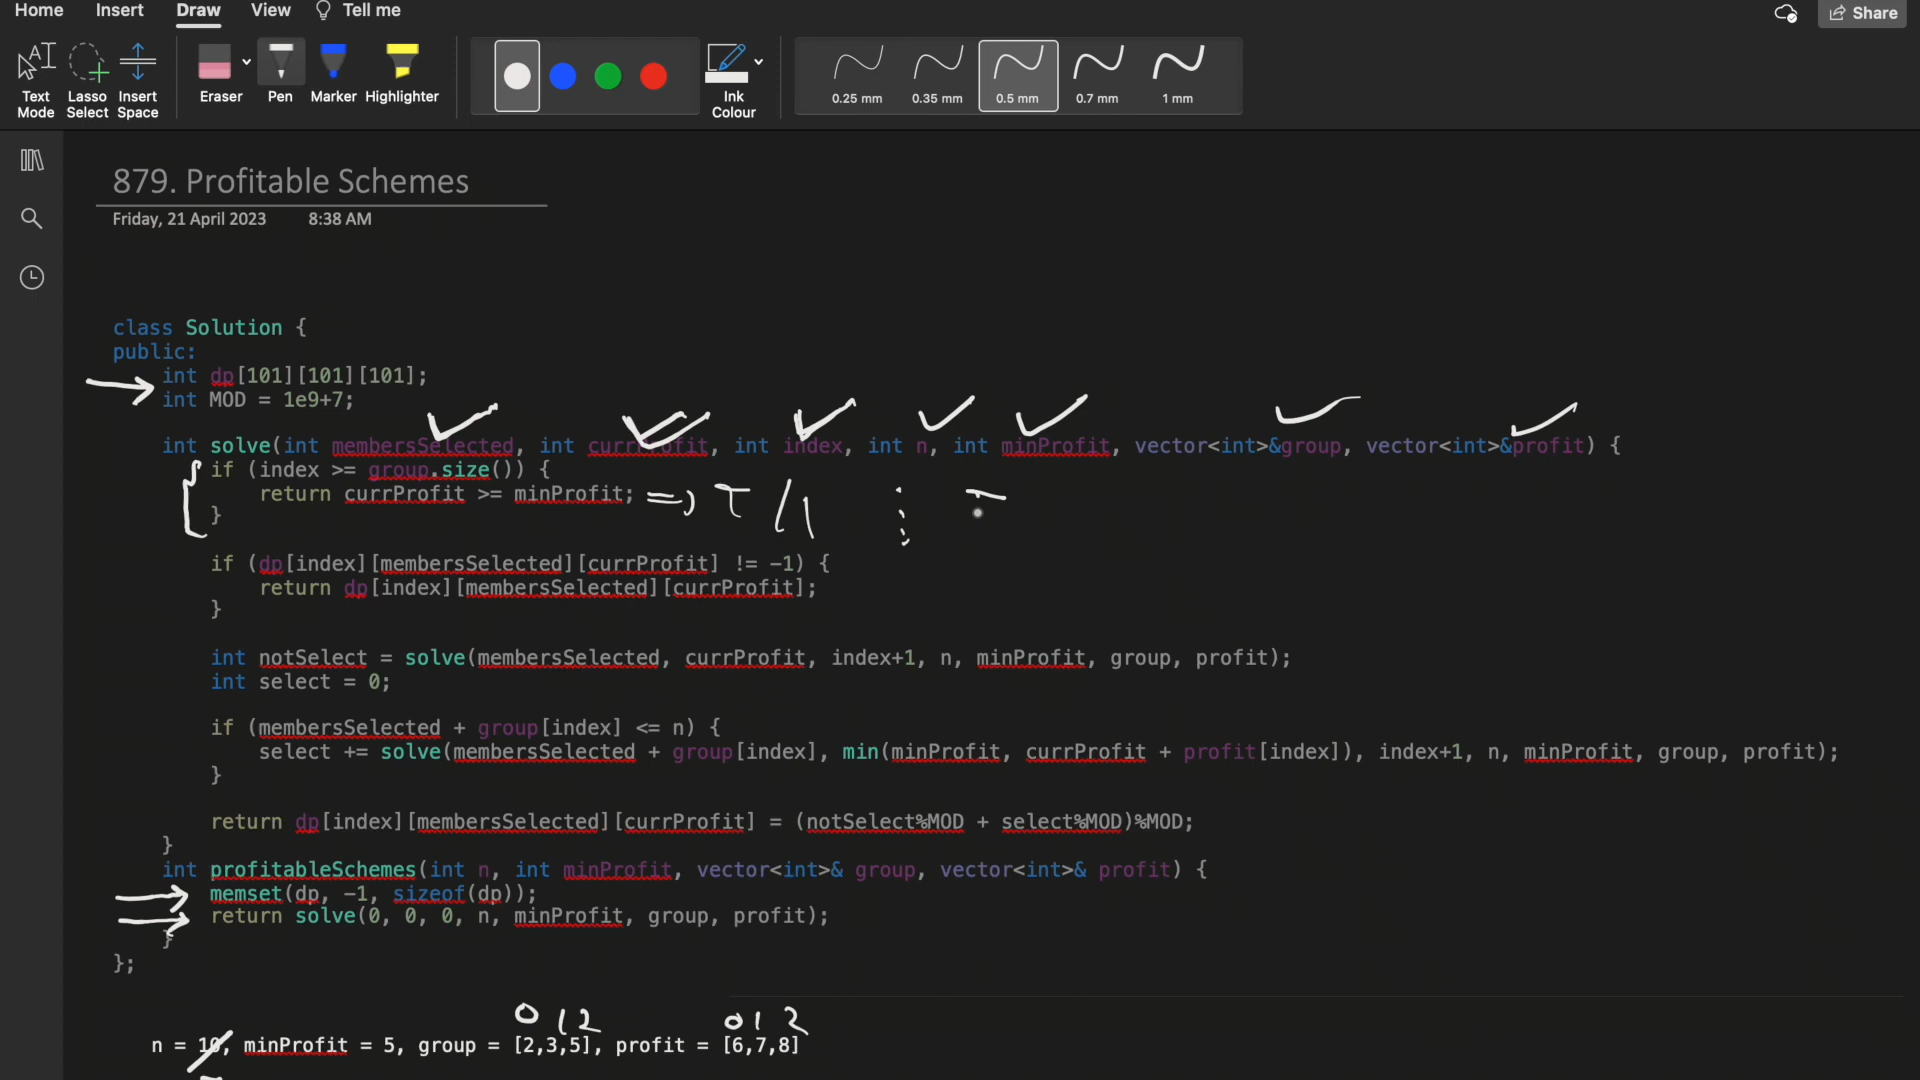 Home Insert Draw View Tell me Share
Text Mode Lasso Select Insert Space Eraser Pen Marker Highlighter Ink Colour 0.25 mm 0.35 mm 0.5 mm 0.7 mm 1 mm
879. Profitable Schemes
Friday, 21 April 2023 8:38 AM
class Solution {
public:
int dp[101][101][101];
int MOD = 1e9+7;
int solve(int membersSelected, int currProfit, int index, int n, int minProfit, vector<int>&group, vector<int>&profit) {
if (index >= group.size()) {
return currProfit >= minProfit; => T / 1
}
if (dp[index][membersSelected][currProfit] != -1) {
return dp[index][membersSelected][currProfit];
}
int notSelect = solve(membersSelected, currProfit, index+1, n, minProfit, group, profit);
int select = 0;
if (membersSelected + group[index] <= n) {
select += solve(membersSelected + group[index], min(minProfit, currProfit + profit[index]), index+1, n, minProfit, group, profit);
}
return dp[index][membersSelected][currProfit] = (notSelect%MOD + select%MOD)%MOD;
}
int profitableSchemes(int n, int minProfit, vector<int>& group, vector<int>& profit) {
memset(dp, -1, sizeof(dp));
return solve(0, 0, 0, n, minProfit, group, profit);
}
};
0 1 2 0 1 2
n = 10, minProfit = 5, group = [2,3,5], profit = [6,7,8]